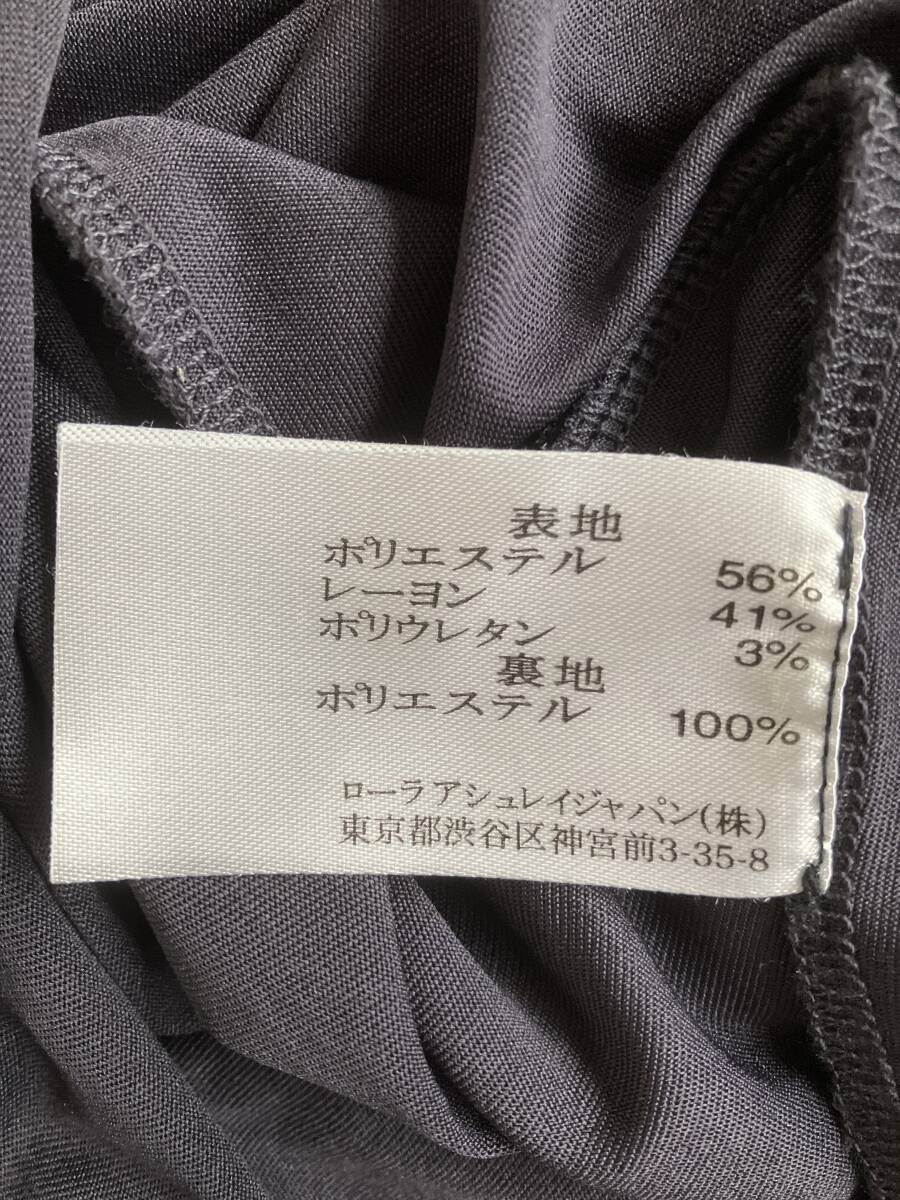 表地
ポリエステル 56%
レーヨン 41%
ポリウレタン 3%
裏地
ポリエステル 100%
ローラアシュレイジャパン(株)
東京都渋谷区神宮前3-35-8